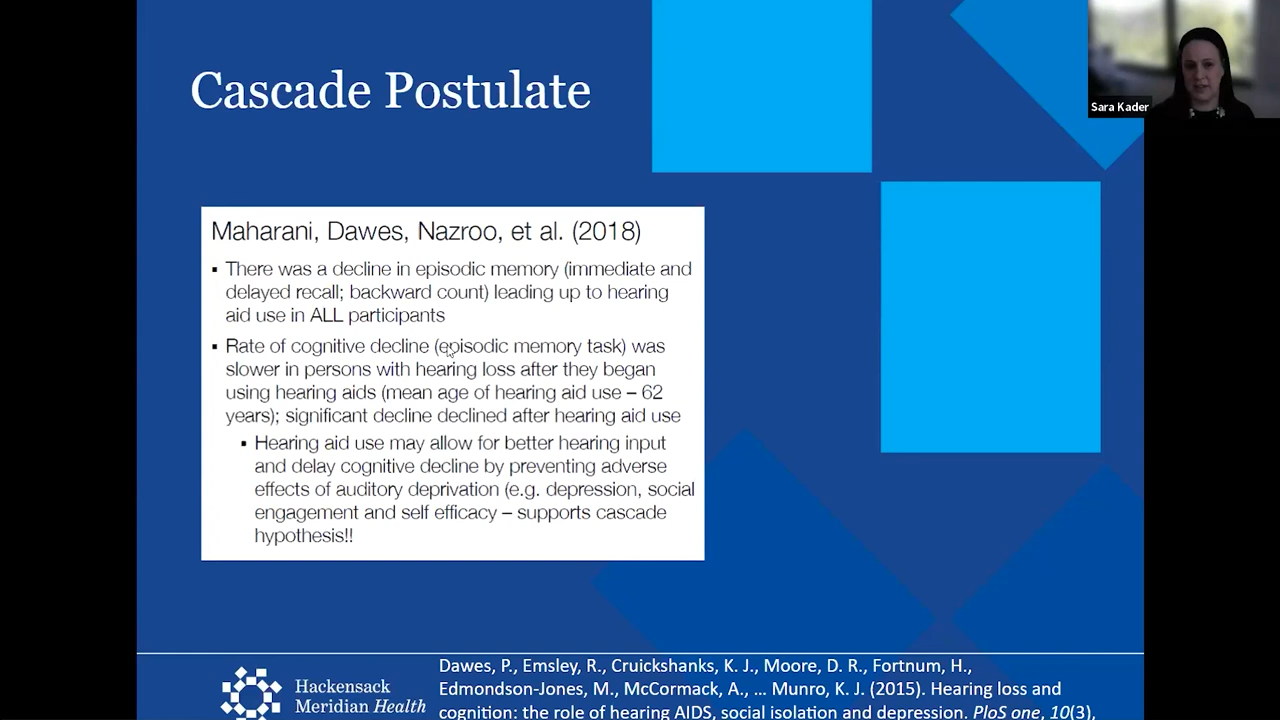 Cascade Postulate
Sara Kader
Maharani, Dawes, Nazroo, et al. (2018)
▪ There was a decline in episodic memory (immediate and
delayed recall; backward count) leading up to hearing
aid use in ALL participants
▪ Rate of cognitive decline (episodic memory task) was
slower in persons with hearing loss after they began
using hearing aids (mean age of hearing aid use – 62
years); significant decline declined after hearing aid use
▪ Hearing aid use may allow for better hearing input
and delay cognitive decline by preventing adverse
effects of auditory deprivation (e.g. depression, social
engagement and self efficacy – supports cascade
hypothesis!!
Hackensack
Meridian Health
Dawes, P., Emsley, R., Cruickshanks, K. J., Moore, D. R., Fortnum, H.,
Edmondson-Jones, M., McCormack, A., … Munro, K. J. (2015). Hearing loss and
cognition: the role of hearing AIDS, social isolation and depression. PloS one, 10(3),